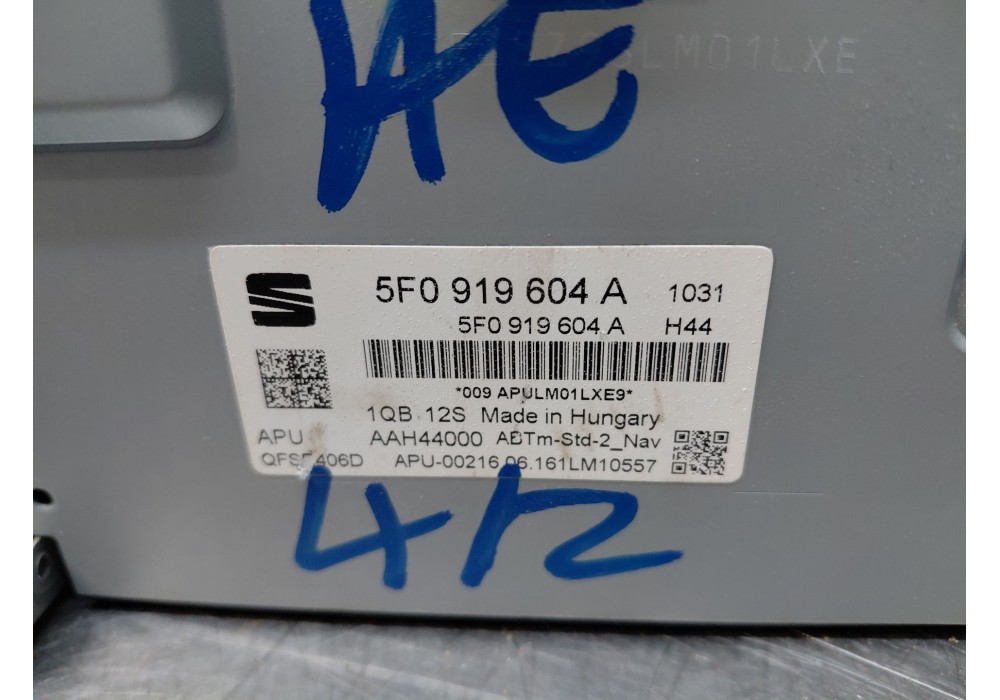 AE
5F0 919 604 A 1031
5F0 919 604 A H44
*009 APULM01LXE9*
1QB 12S Made in Hungary
APU AAH44000 ABTm-Std-2_Nav
APU-00216.06.161LM10557
412